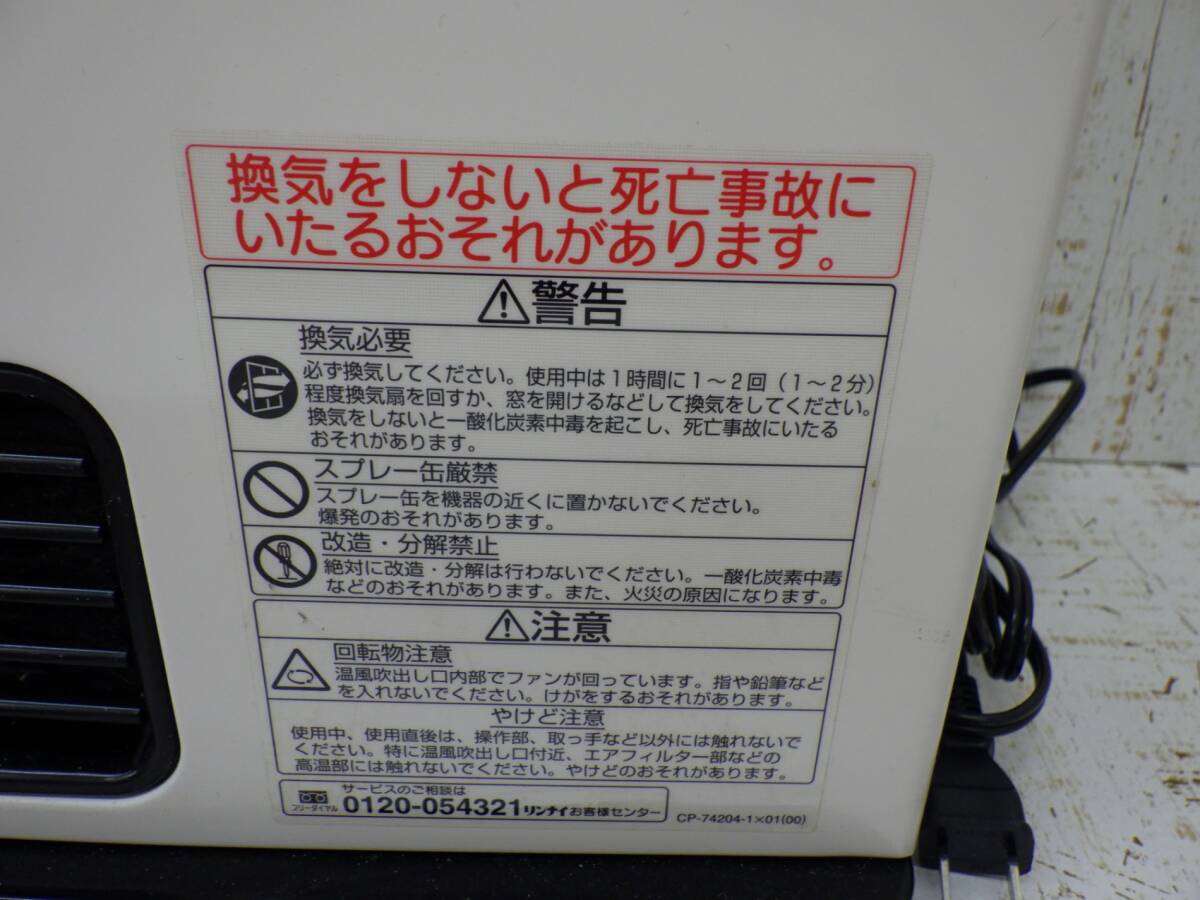 換気をしないと死亡事故に
いたるおそれがあります。
警告
換気必要
必ず換気してください。使用中は1時間に1〜2回（1〜2分）
程度換気扇を回すか、窓を開けるなどして換気をしてください。
換気をしないと一酸化炭素中毒を起こし、死亡事故にいたる
おそれがあります。
スプレー缶厳禁
スプレー缶を機器の近くに置かないでください。
爆発のおそれがあります。
改造・分解禁止
絶対に改造・分解は行わないでください。一酸化炭素中毒
などのおそれがあります。また、火災の原因になります。
注意
回転物注意
温風吹出し口内部でファンが回っています。指や鉛筆など
を入れないでください。けがをするおそれがあります。
やけど注意
使用中、使用直後は、操作部、取っ手など以外には触れないで
ください。特に温風吹出し口付近、エアフィルター部などの
高温部には触れないでください。やけどのおそれがあります。
サービスのご相談は
フリーダイヤル 0120-054321 リンナイお客様センター
CP-74204-1×01(00)